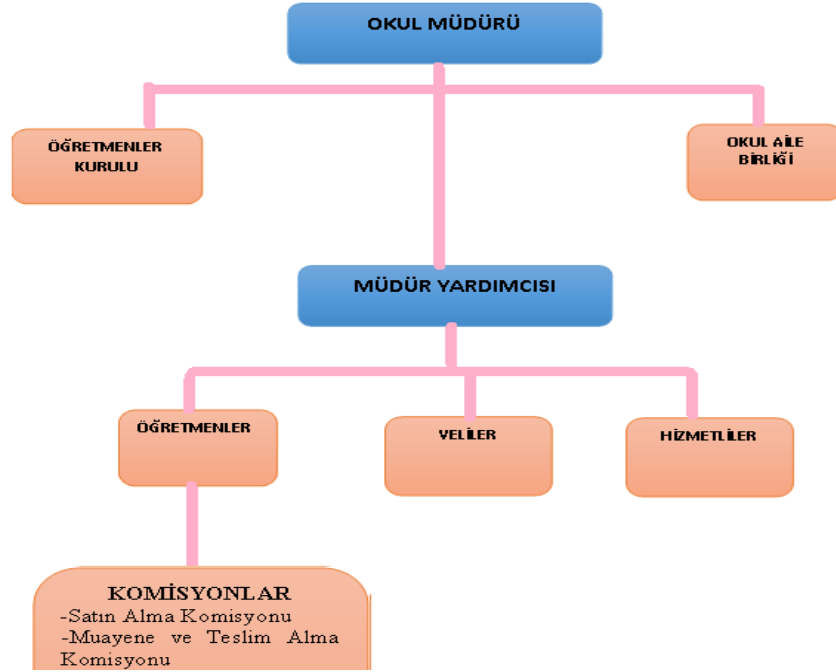 OKUL MÜDÜRÜ
ÖĞRETMENLER
KURULU
OKUL AİLE
BİRLİĞİ
MÜDÜR YARDIMCISI
ÖĞRETMENLER
VELİLER
HİZMETLİLER
KOMİSYONLAR
-Satın Alma Komisyonu
-Muayene ve Teslim Alma
Komisyonu